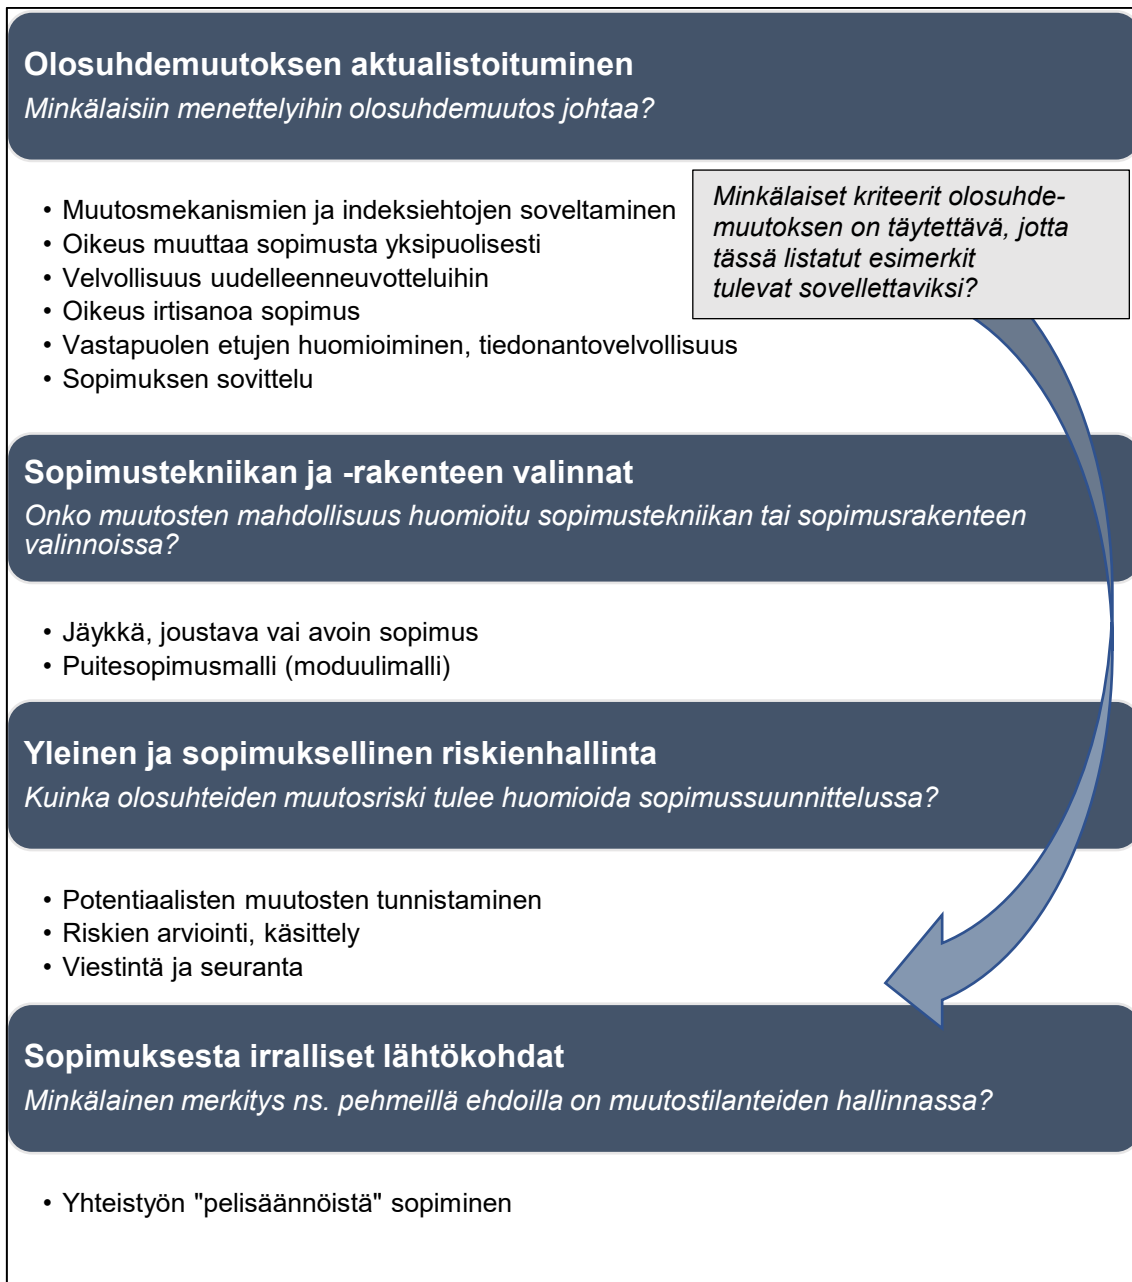 Olosuhdemuutoksen aktualistoituminen
Minkälaisiin menettelyihin olosuhdemuutos johtaa?
• Muutosmekanismien ja indeksiehtojen soveltaminen
• Oikeus muuttaa sopimusta yksipuolisesti
• Velvollisuus uudelleenneuvotteluihin
• Oikeus irtisanoa sopimus
• Vastapuolen etujen huomioiminen, tiedonantovelvollisuus
• Sopimuksen sovittelu
Minkälaiset kriteerit olosuhde-
muutoksen on täytettävä, jotta
tässä listatut esimerkit
tulevat sovellettaviksi?
Sopimustekniikan ja -rakenteen valinnat
Onko muutosten mahdollisuus huomioitu sopimustekniikan tai sopimusrakenteen
valinnoissa?
• Jäykkä, joustava vai avoin sopimus
• Puitesopimusmalli (moduulimalli)
Yleinen ja sopimuksellinen riskienhallinta
Kuinka olosuhteiden muutosriski tulee huomioida sopimussuunnittelussa?
• Potentiaalisten muutosten tunnistaminen
• Riskien arviointi, käsittely
• Viestintä ja seuranta
Sopimuksesta irralliset lähtökohdat
Minkälainen merkitys ns. pehmeillä ehdoilla on muutostilanteiden hallinnassa?
• Yhteistyön "pelisäännöistä" sopiminen